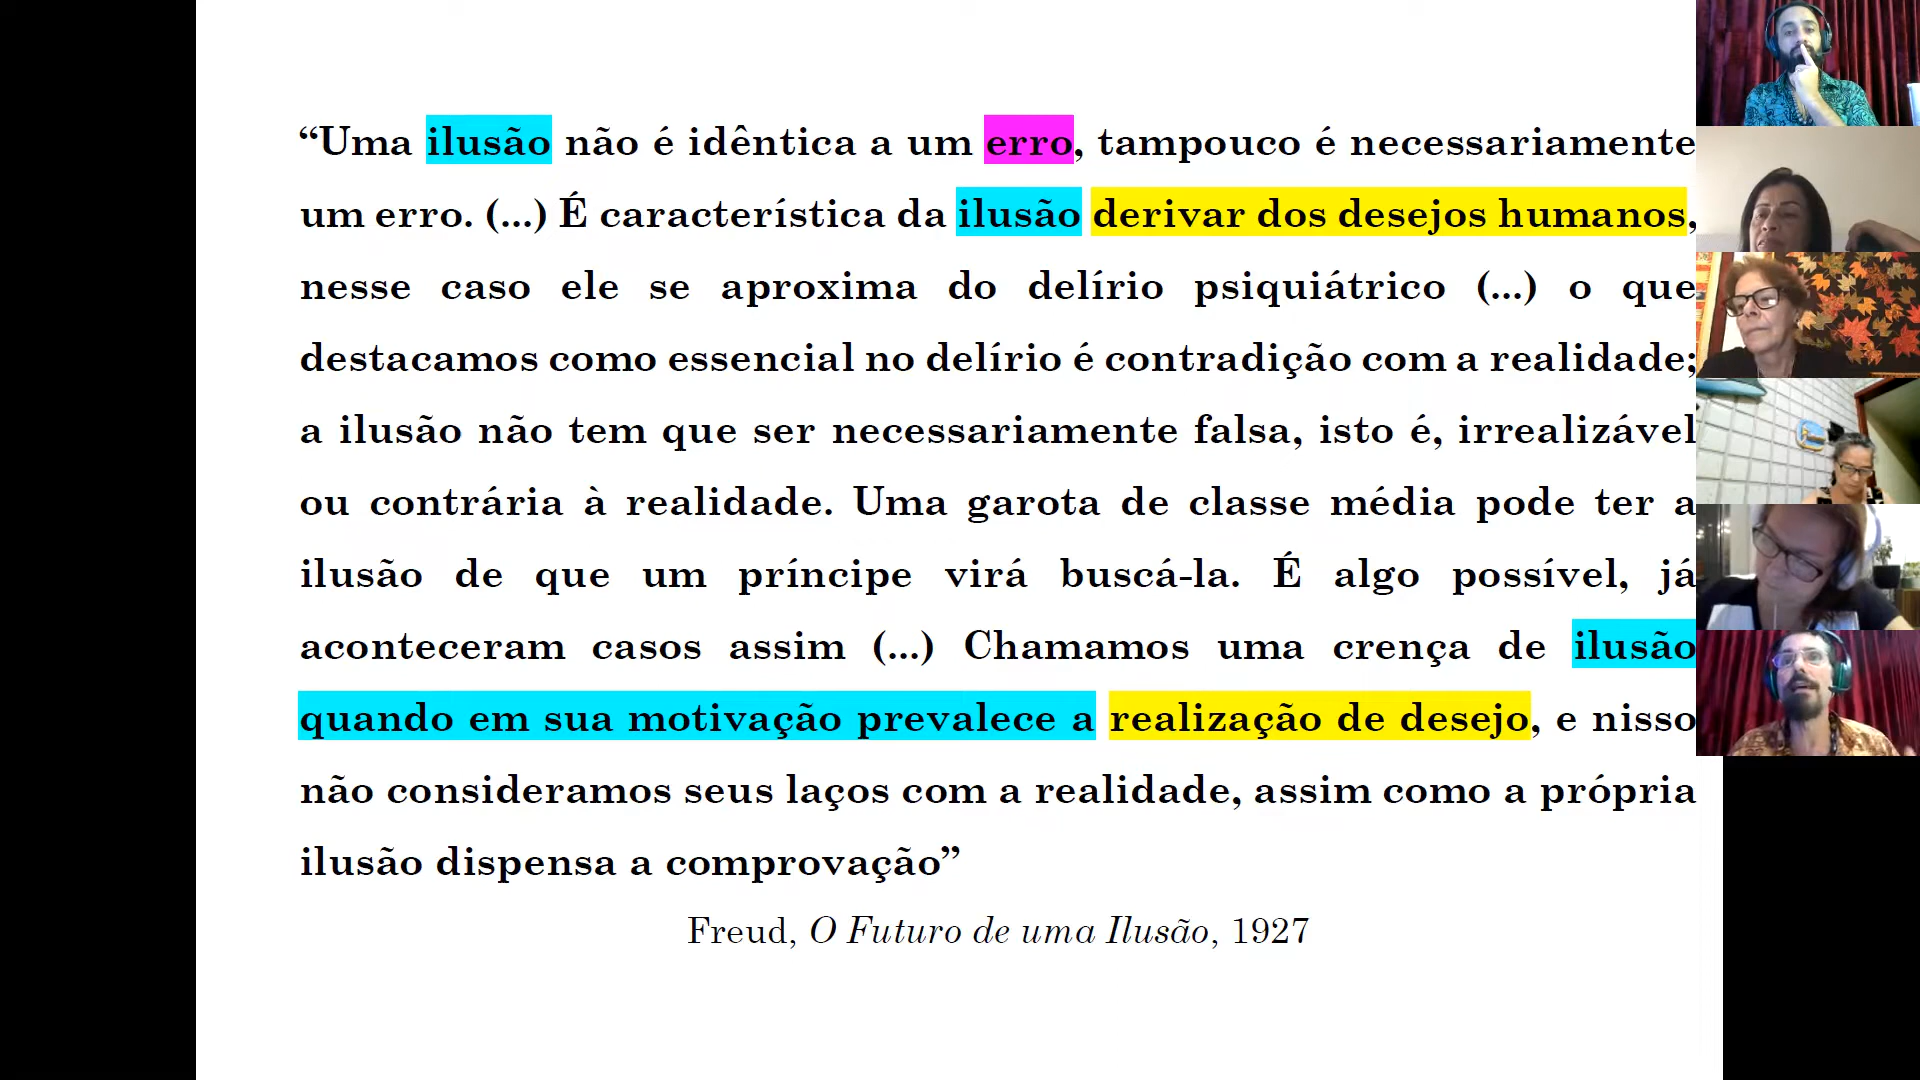 “Uma ilusão não é idêntica a um erro, tampouco é necessariamente
um erro. (...) É característica da ilusão derivar dos desejos humanos,
nesse caso ele se aproxima do delírio psiquiátrico (...) o que
destacamos como essencial no delírio é contradição com a realidade;
a ilusão não tem que ser necessariamente falsa, isto é, irrealizável
ou contrária à realidade. Uma garota de classe média pode ter a
ilusão de que um príncipe virá buscá-la. É algo possível, já
aconteceram casos assim (...) Chamamos uma crença de ilusão
quando em sua motivação prevalece a realização de desejo, e nisso
não consideramos seus laços com a realidade, assim como a própria
ilusão dispensa a comprovação”
Freud, O Futuro de uma Ilusão, 1927